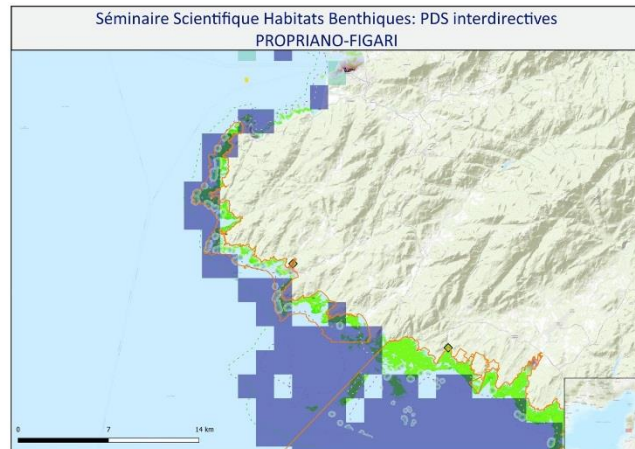 Séminaire Scientifique Habitats Benthiques: PDS interdirectives
PROPRIANO-FIGARI
0
7
14 km